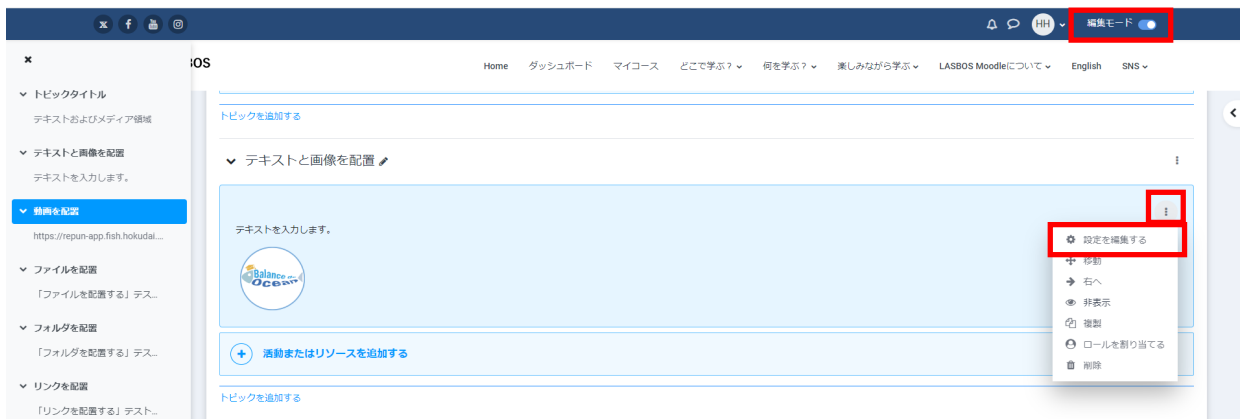 HH 編集モード
OS
Home ダッシュボード マイコース どこで学ぶ? 何を学ぶ? 楽しみながら学ぶ LASBOS Moodleについて English SNS
トピックタイトル
テキストおよびメディア領域
テキストと画像を配置
テキストを入力します。
動画を配置
https://repun-app.fish.hokudai....
ファイルを配置
「ファイルを配置する」テス...
フォルダを配置
「フォルダを配置する」テス...
リンクを配置
「リンクを配置する」テスト...
トピックを追加する
テキストと画像を配置
テキストを入力します。
Balance
Ocean
設定を編集する
移動
右へ
非表示
複製
ロールを割り当てる
削除
活動またはリソースを追加する
トピックを追加する